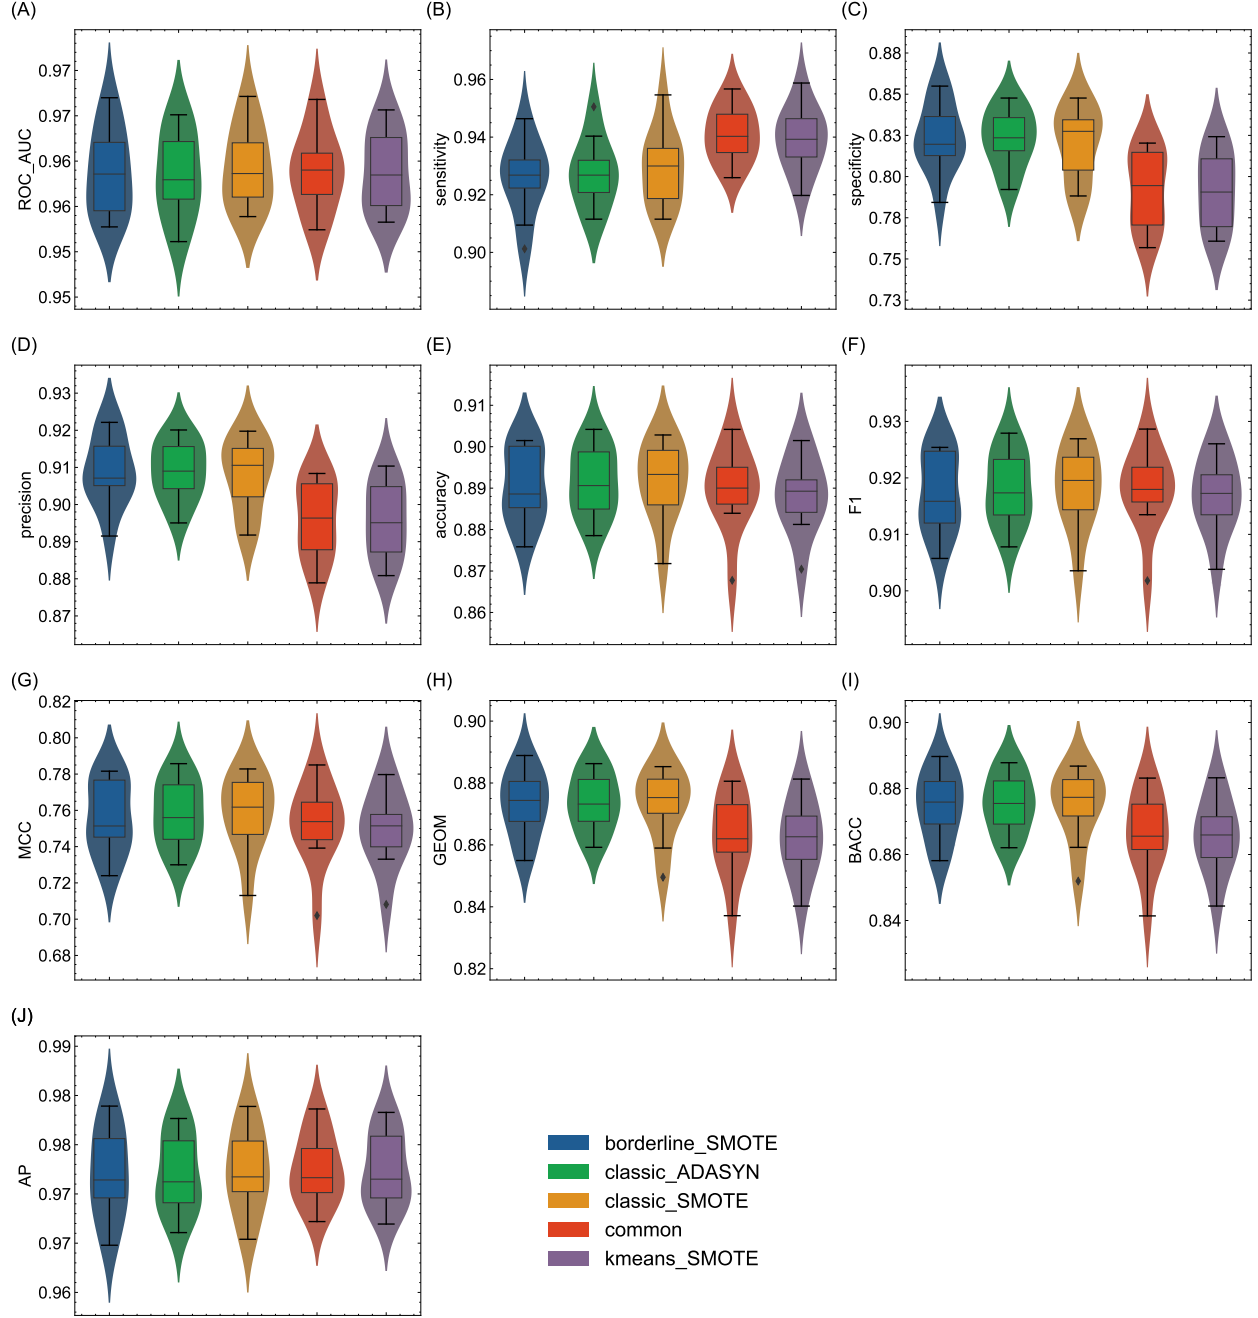 (A)
ROC_AUC
0.97
0.97
0.96
0.96
0.95
0.95
(B)
sensitivity
0.96
0.94
0.92
0.90
(C)
specificity
0.88
0.85
0.83
0.80
0.78
0.75
0.73
(D)
precision
0.93
0.92
0.91
0.90
0.89
0.88
0.87
(E)
accuracy
0.91
0.90
0.89
0.88
0.87
0.86
(F)
F1
0.93
0.92
0.91
0.90
(G)
MCC
0.82
0.80
0.78
0.76
0.74
0.72
0.70
0.68
(H)
GEOM
0.90
0.88
0.86
0.84
0.82
(I)
BACC
0.90
0.88
0.86
0.84
(J)
AP
0.99
0.98
0.98
0.97
0.97
0.96
borderline_SMOTE
classic_ADASYN
classic_SMOTE
common
kmeans_SMOTE